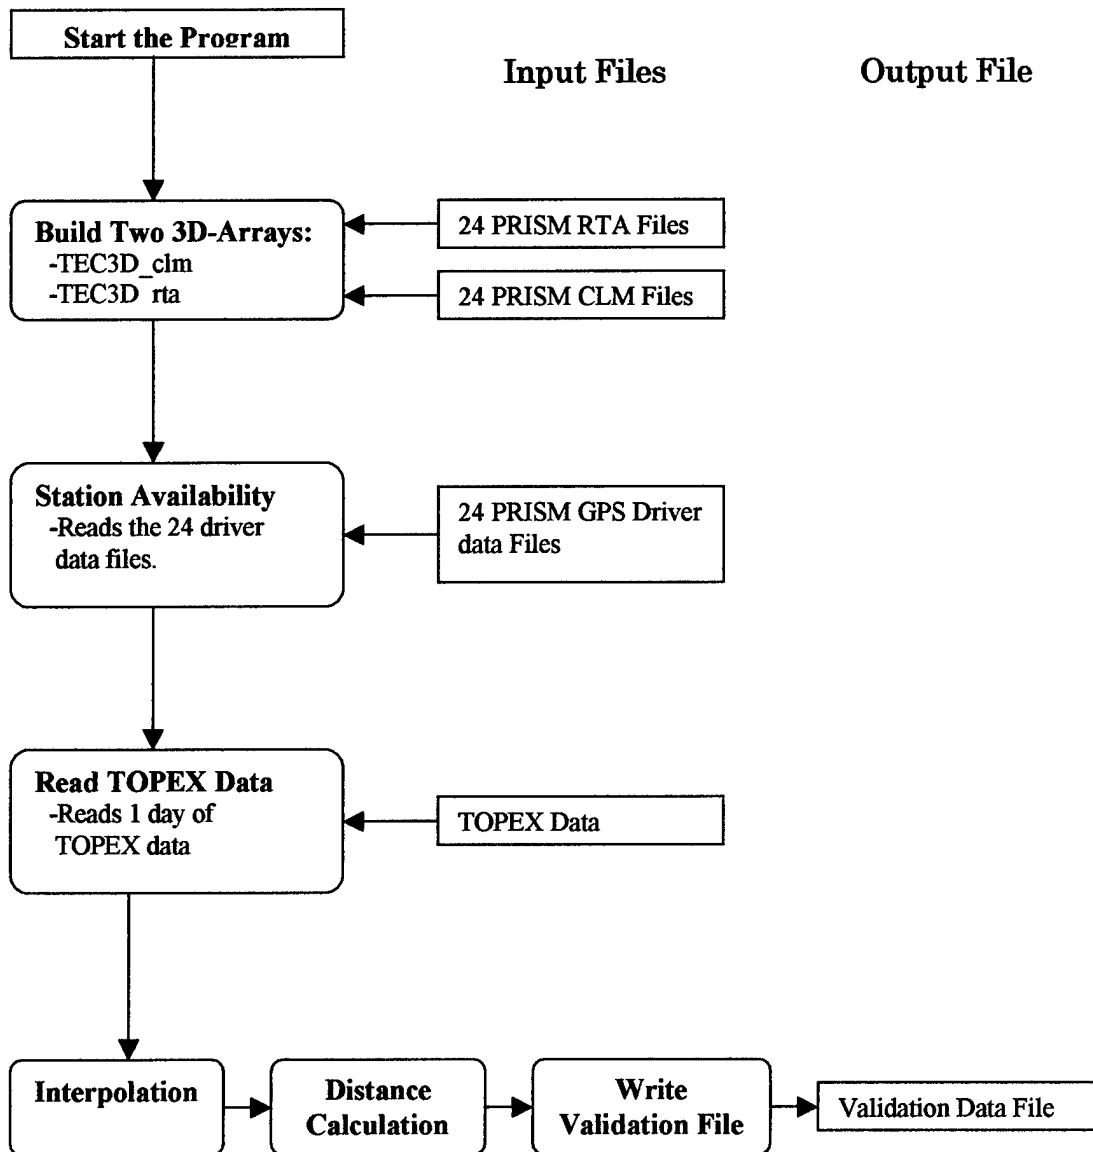 Start the Program
Input Files
Output File
Build Two 3D-Arrays:
-TEC3D_clm
-TEC3D rta
24 PRISM RTA Files
24 PRISM CLM Files
Station Availability
-Reads the 24 driver
data files.
24 PRISM GPS Driver
data Files
Read TOPEX Data
-Reads 1 day of
TOPEX data
TOPEX Data
Interpolation
Distance
Calculation
Write
Validation File
Validation Data File